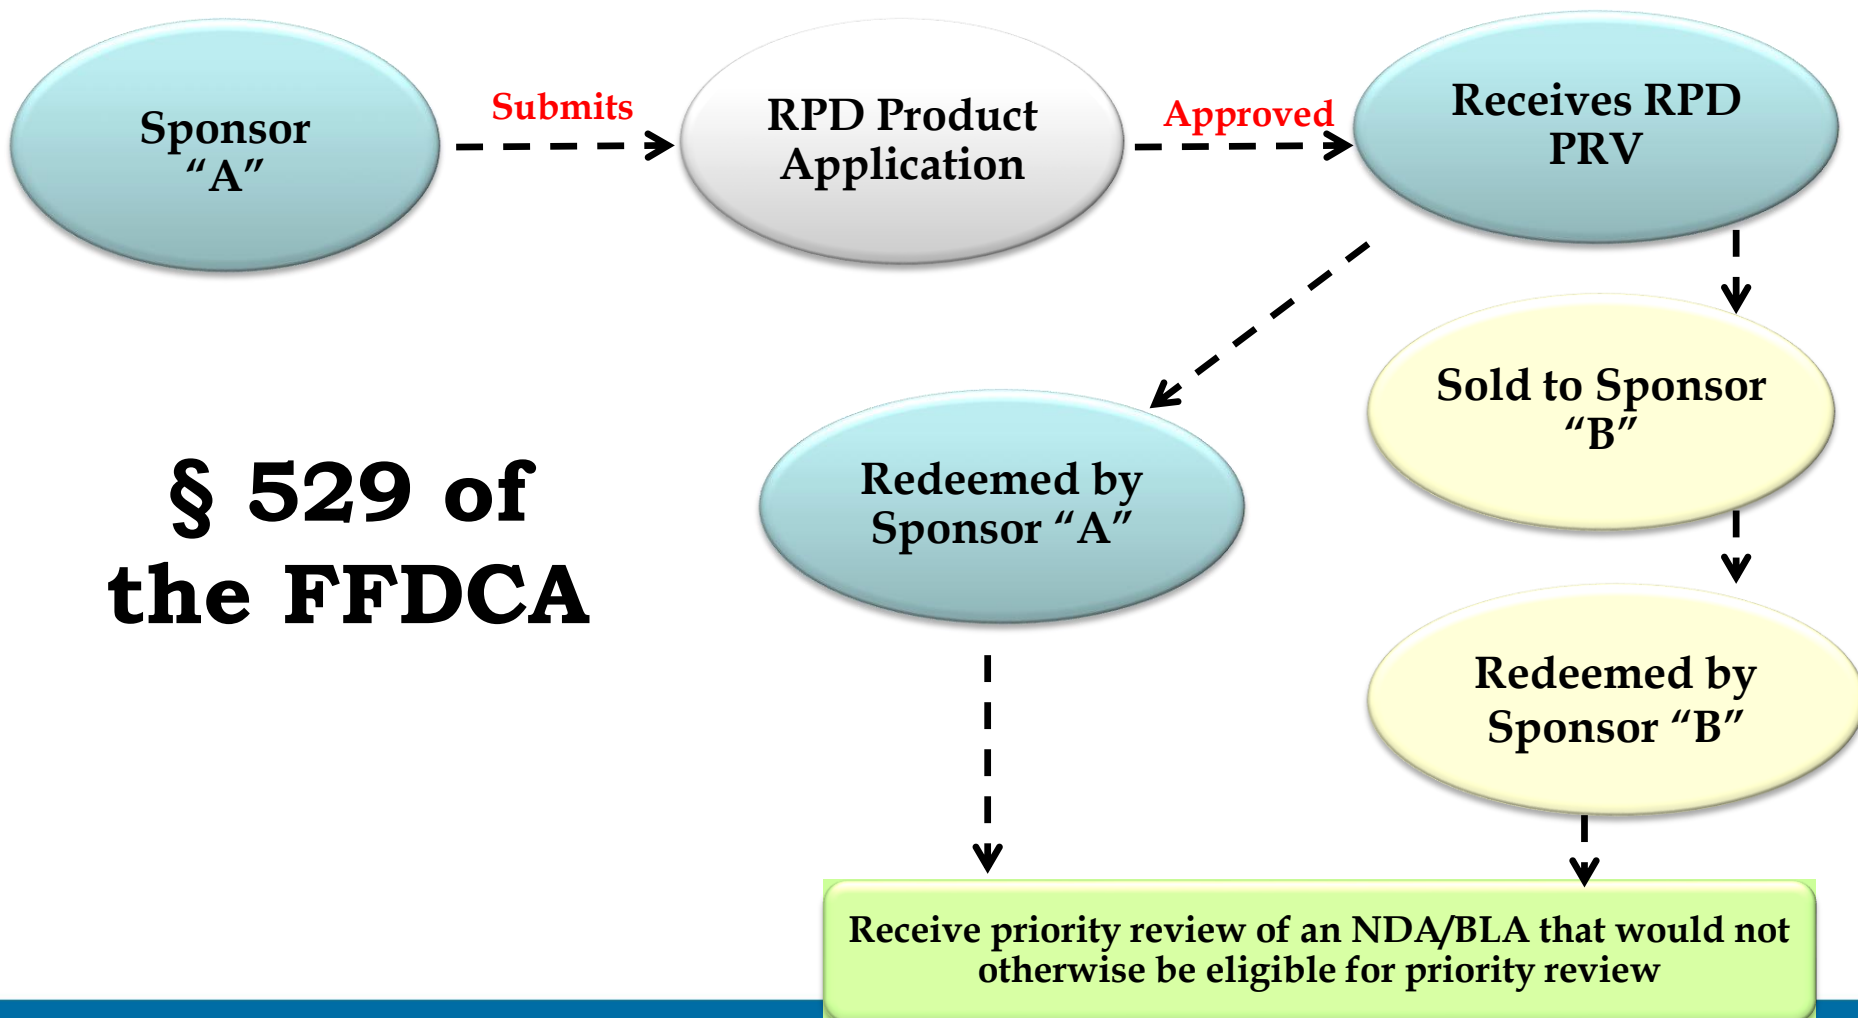 Sponsor
“A”
Submits
RPD Product
Application
Approved
Receives RPD
PRV
Sold to Sponsor
“B”
Redeemed by
Sponsor “A”
§ 529 of
the FFDCA
Redeemed by
Sponsor “B”
Receive priority review of an NDA/BLA that would not
otherwise be eligible for priority review